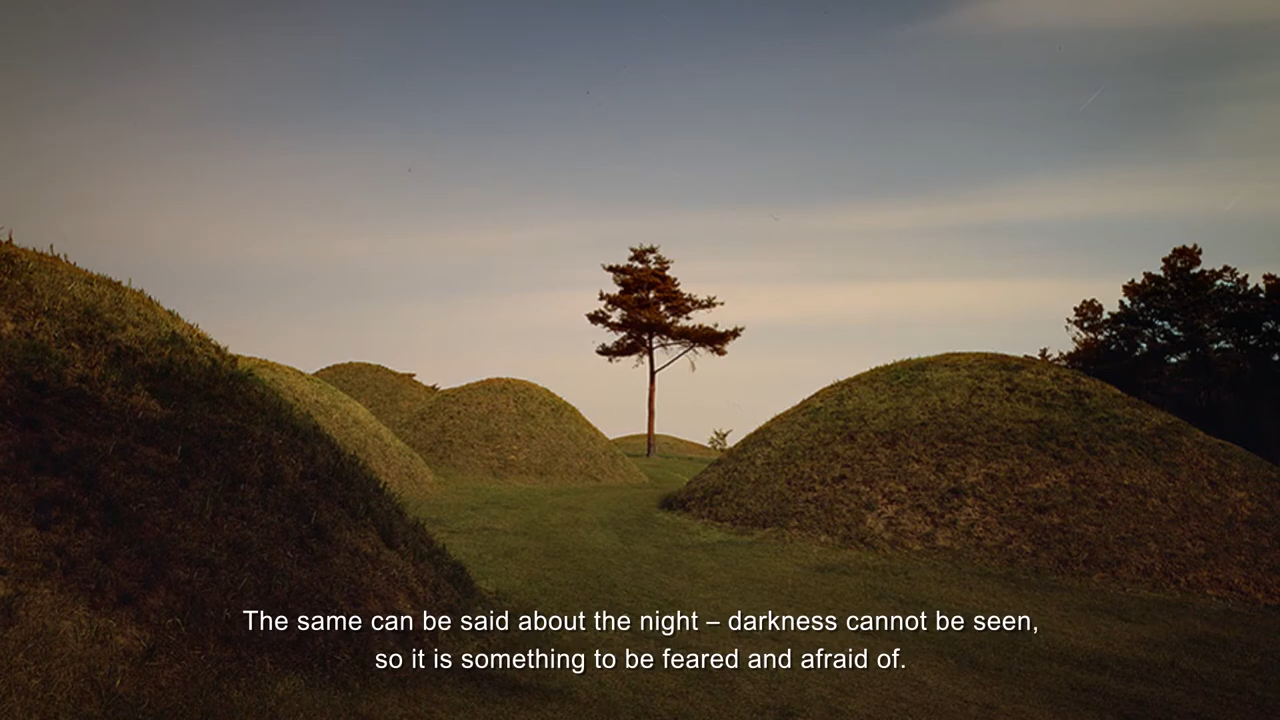 The same can be said about the night – darkness cannot be seen,
so it is something to be feared and afraid of.